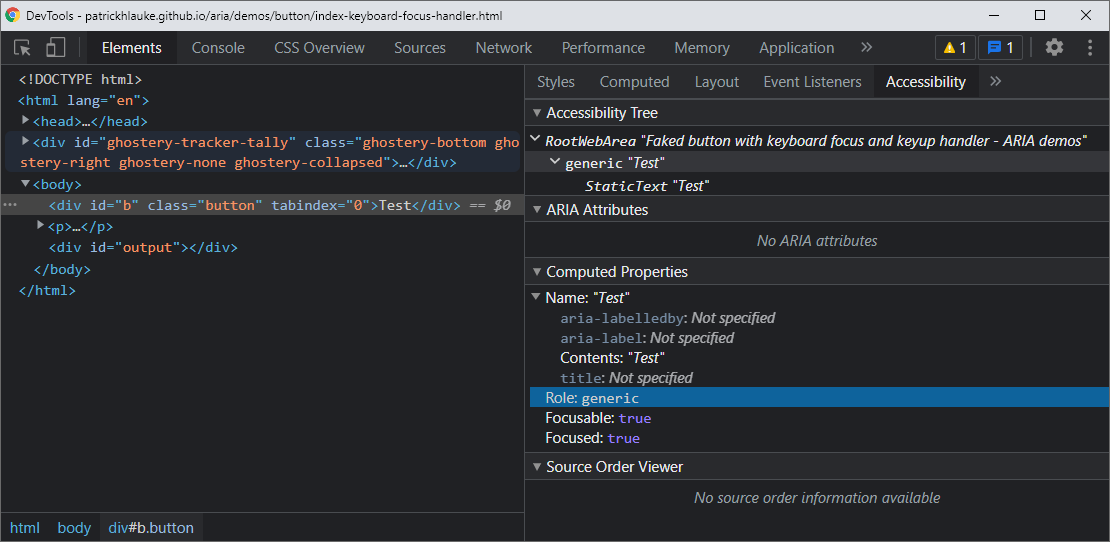 DevTools - patrickhlauke.github.io/aria/demos/button/index-keyboard-focus-handler.html
Elements Console CSS Overview Sources Network Performance Memory Application » 1 1
<!DOCTYPE html>
<html lang="en">
<head>…</head>
<div id="ghostery-tracker-tally" class="ghostery-bottom gho
stery-right ghostery-none ghostery-collapsed">…</div>
<body>
… <div id="b" class="button" tabindex="0">Test</div> == $0
<p>…</p>
<div id="output"></div>
</body>
</html>
html body div#b.button
Styles Computed Layout Event Listeners Accessibility »
Accessibility Tree
RootWebArea "Faked button with keyboard focus and keyup handler - ARIA demos"
generic "Test"
StaticText "Test"
ARIA Attributes
No ARIA attributes
Computed Properties
Name: "Test"
aria-labelledby: Not specified
aria-label: Not specified
Contents: "Test"
title: Not specified
Role: generic
Focusable: true
Focused: true
Source Order Viewer
No source order information available